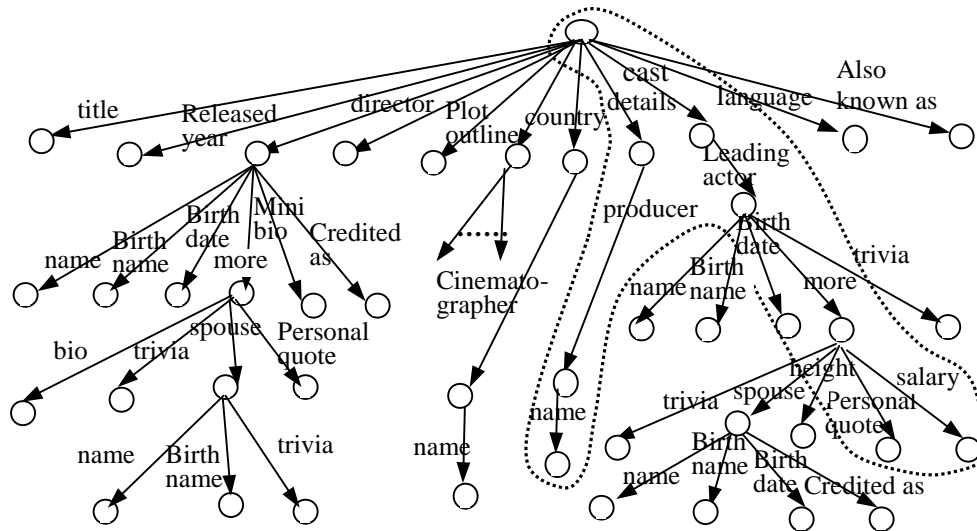 cast
Also
known as
title
Released
year
director
Plot
outline
country
details
language
Leading
actor
name
Birth
name
Birth
date
Mini
bio
more
Credited
as
Cinemato-
grapher
producer
name
Birth
name
Birth
date
more
trivia
bio
trivia
spouse
Personal
quote
name
Birth
name
trivia
name
name
trivia
spouse
height
Personal
quote
salary
name
Birth
name
Birth
date
Credited as